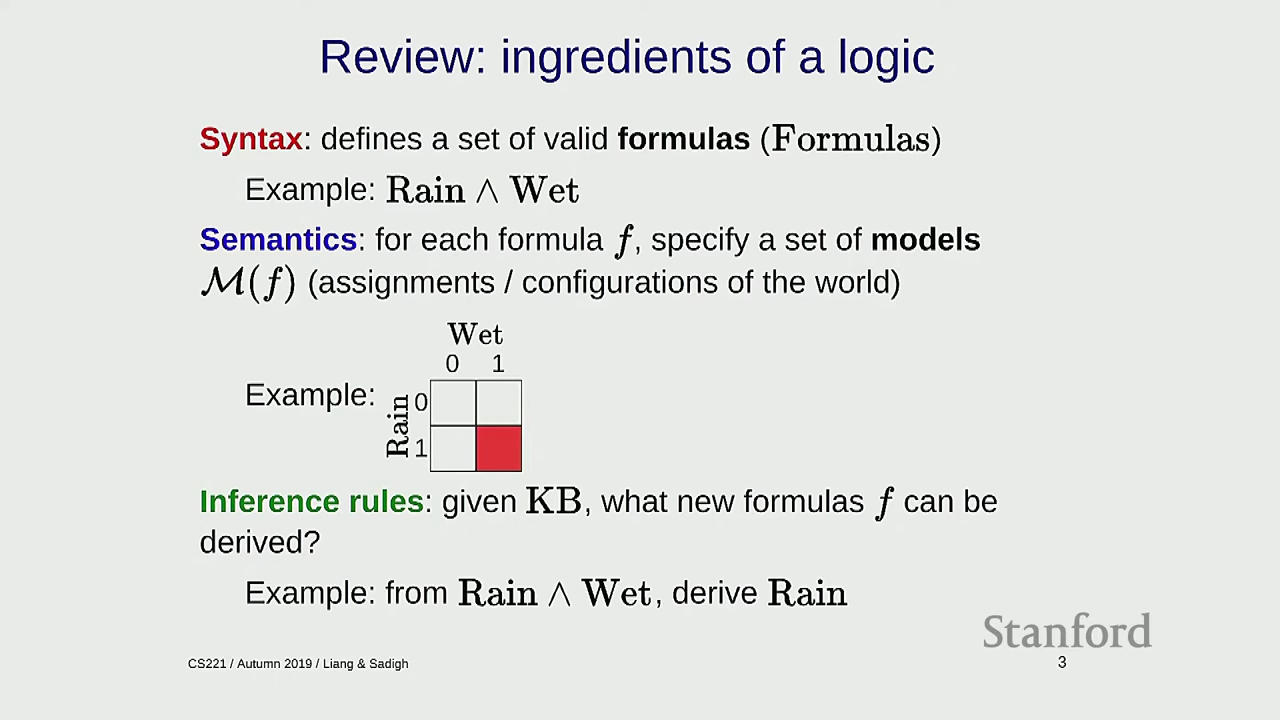 Review: ingredients of a logic
Syntax: defines a set of valid formulas (Formulas)
Example: Rain ∧ Wet
Semantics: for each formula f, specify a set of models
ℳ(f) (assignments / configurations of the world)
Wet
0 1
Example:
Rain
0
1
Inference rules: given KB, what new formulas f can be
derived?
Example: from Rain ∧ Wet, derive Rain
Stanford
CS221 / Autumn 2019 / Liang & Sadigh
3